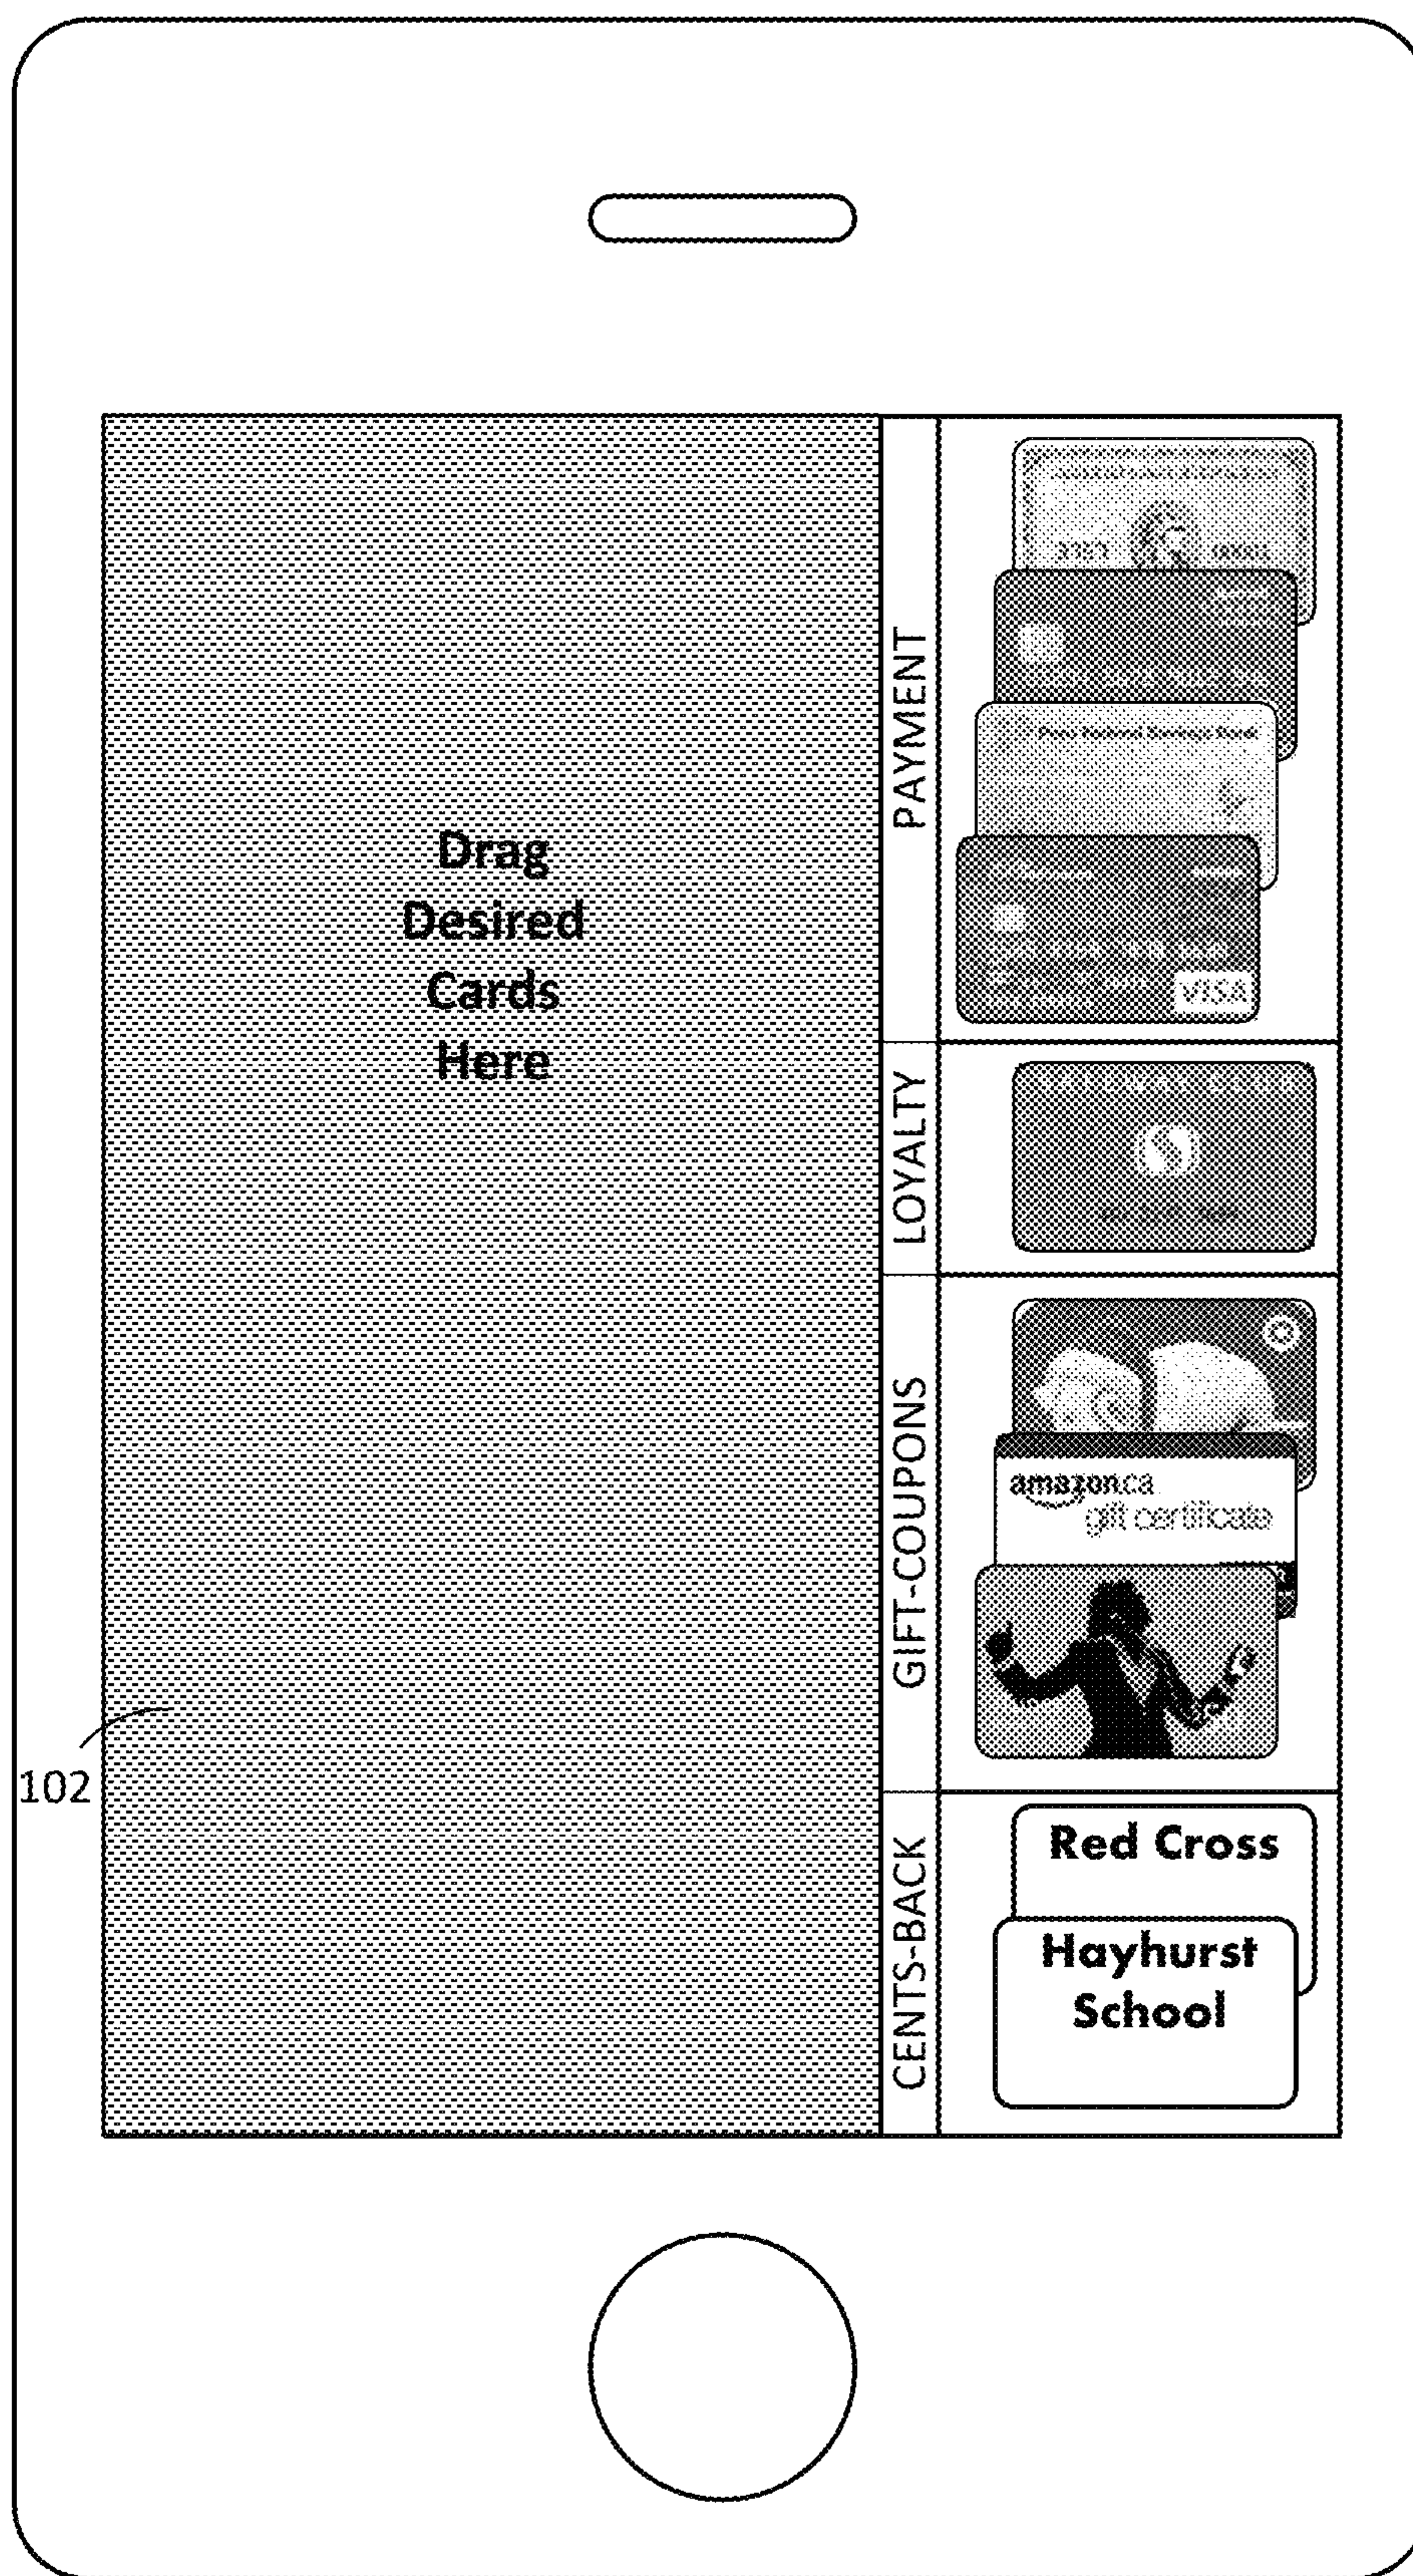 Drag
Desired
Cards
Here
102
PAYMENT
VISA
LOYALTY
GIFT-COUPONS
amazon.ca
gift certificate
CENTS-BACK
Red Cross
Hayhurst
School